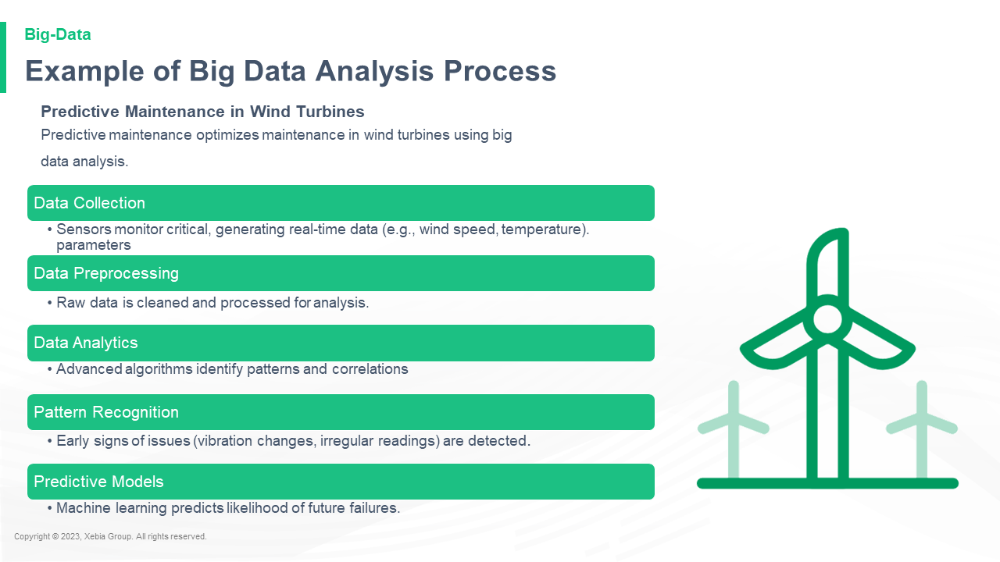 Big-Data
Example of Big Data Analysis Process
Predictive Maintenance in Wind Turbines
Predictive maintenance optimizes maintenance in wind turbines using big
data analysis.
Data Collection
• Sensors monitor critical, generating real-time data (e.g., wind speed, temperature).
parameters
Data Preprocessing
• Raw data is cleaned and processed for analysis.
Data Analytics
• Advanced algorithms identify patterns and correlations
Pattern Recognition
• Early signs of issues (vibration changes, irregular readings) are detected.
Predictive Models
• Machine learning predicts likelihood of future failures.
Copyright © 2023, Xebia Group. All rights reserved.